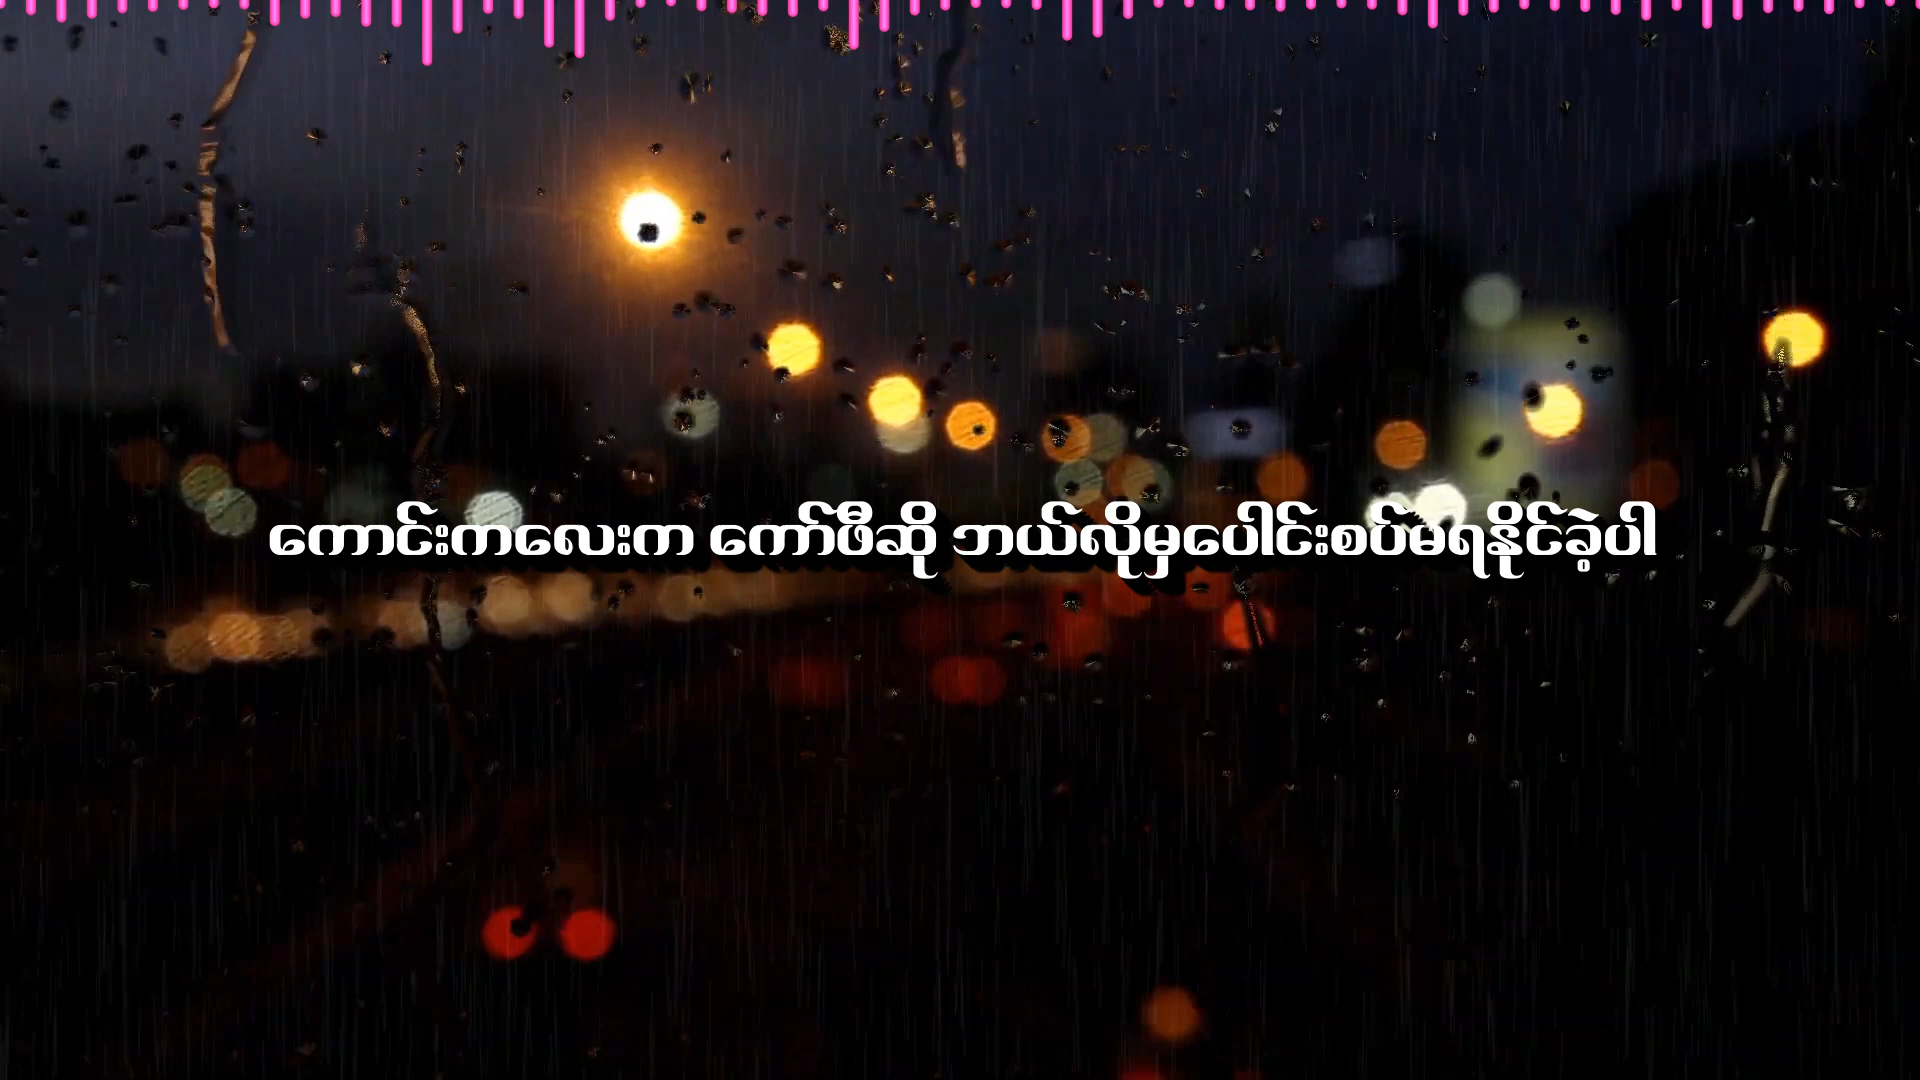 ကောင်းကလေးက ကော်ဖီဆို ဘယ်လိုမှပေါင်းစပ်မရနိုင်ခဲ့ပါ